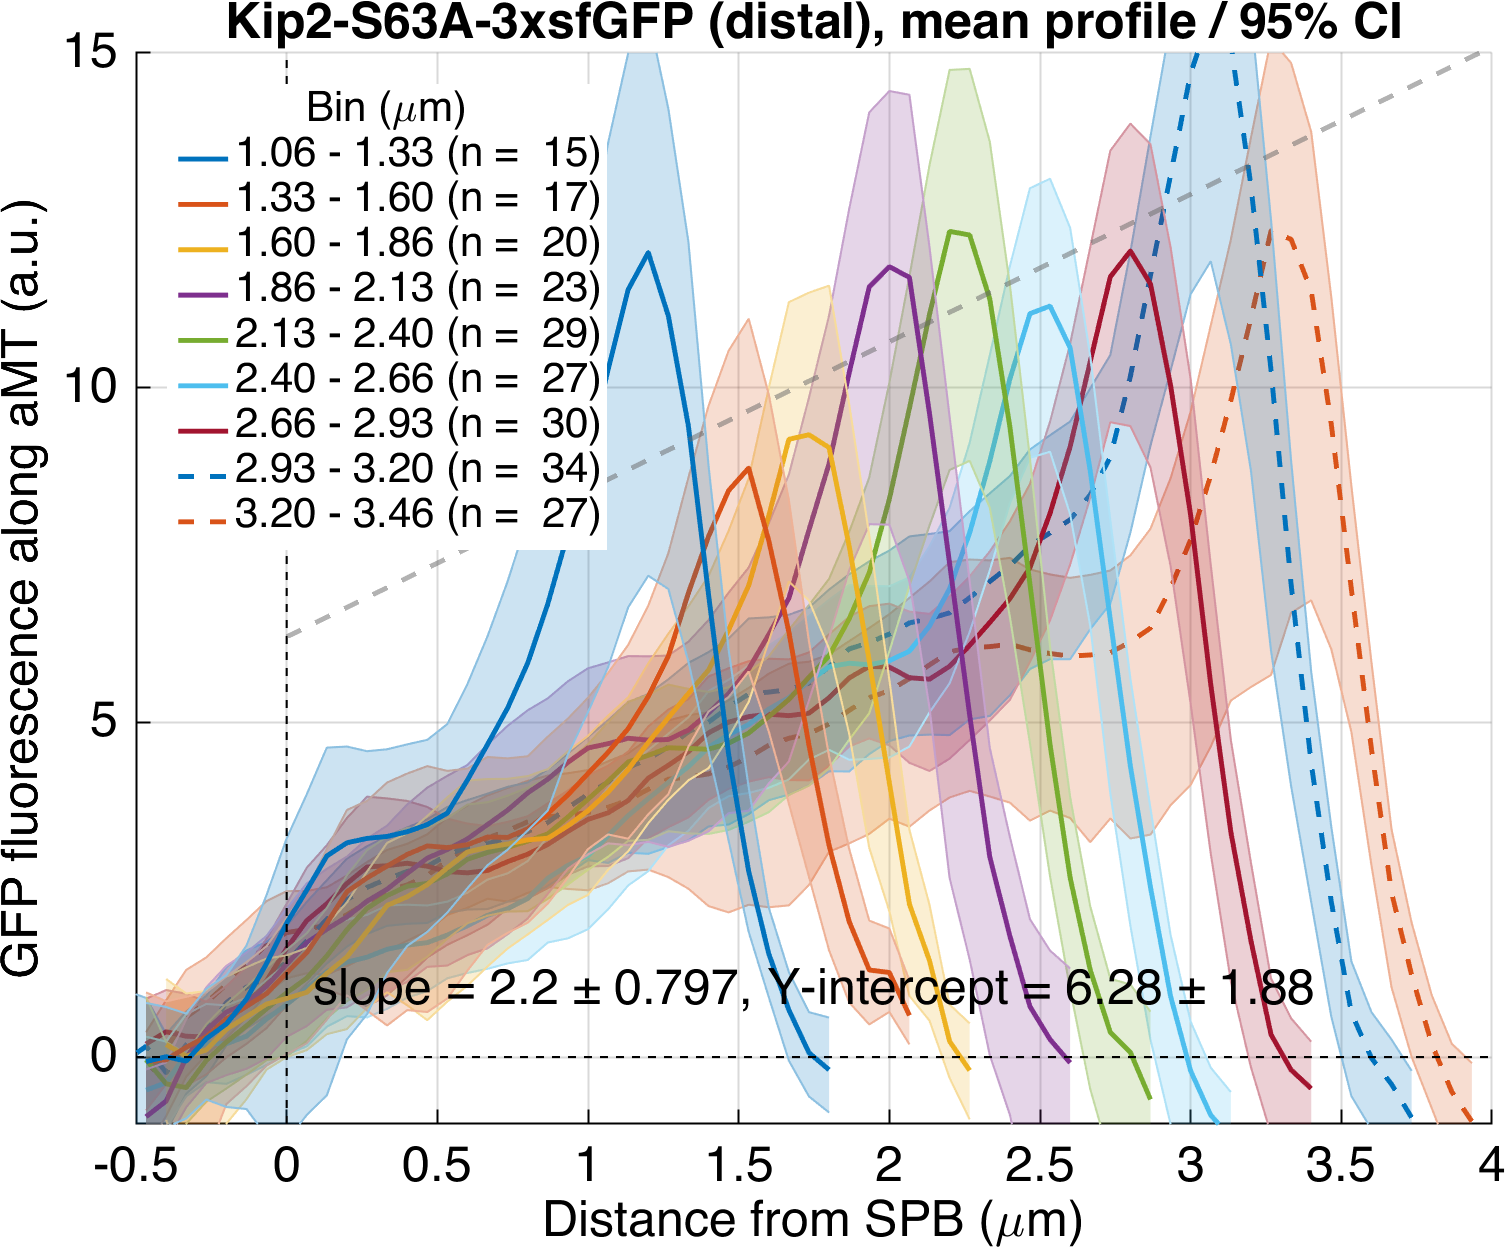 Kip2-S63A-3xsfGFP (distal), mean profile / 95% CI
GFP fluorescence along aMT (a.u.)
15
10
5
0
Bin (μm)
1.06 - 1.33 (n = 15)
1.33 - 1.60 (n = 17)
1.60 - 1.86 (n = 20)
1.86 - 2.13 (n = 23)
2.13 - 2.40 (n = 29)
2.40 - 2.66 (n = 27)
2.66 - 2.93 (n = 30)
2.93 - 3.20 (n = 34)
3.20 - 3.46 (n = 27)
slope = 2.2 ± 0.797, Y-intercept = 6.28 ± 1.88
-0.5 0 0.5 1 1.5 2 2.5 3 3.5 4
Distance from SPB (μm)